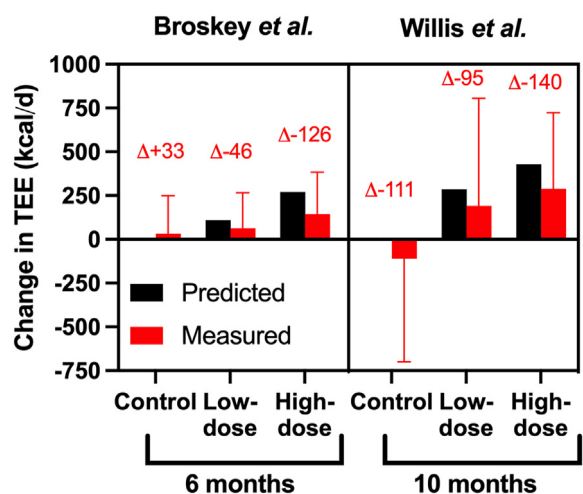 Broskey et al.
Willis et al.
Change in TEE (kcal/d)
1000
750
500
250
0
-250
-500
-750
Δ+33
Δ-46
Δ-126
Δ-111
Δ-95
Δ-140
Predicted
Measured
Control
Low-
dose
High-
dose
Control
Low-
dose
High-
dose
6 months
10 months